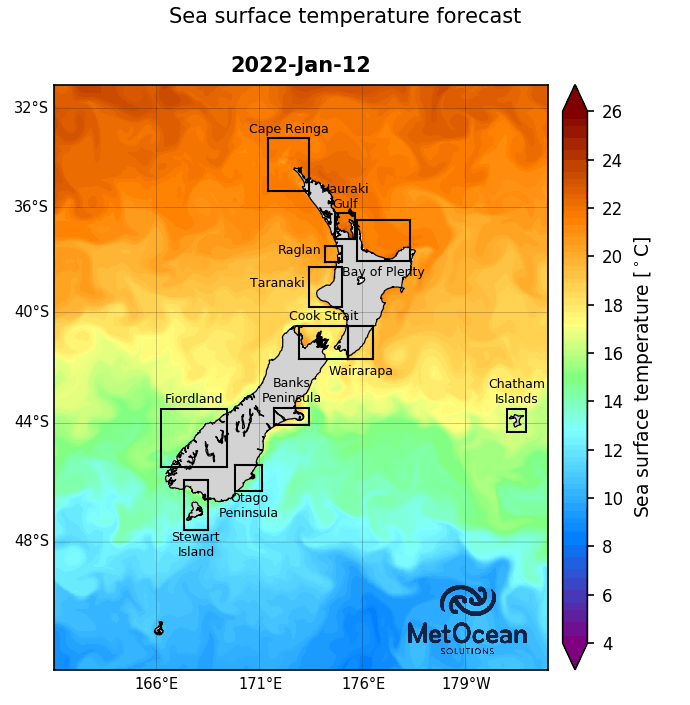 Sea surface temperature forecast
2022-Jan-12
32°S
36°S
40°S
44°S
48°S
Cape Reinga
Hauraki
Gulf
Raglan
Bay of Plenty
Taranaki
Cook Strait
Wairarapa
Banks
Peninsula
Chatham
Islands
Fiordland
Otago
Peninsula
Stewart
Island
MetOcean
SOLUTIONS
166°E
171°E
176°E
179°W
26
24
22
20
18
16
14
12
10
8
6
4
Sea surface temperature [°C]